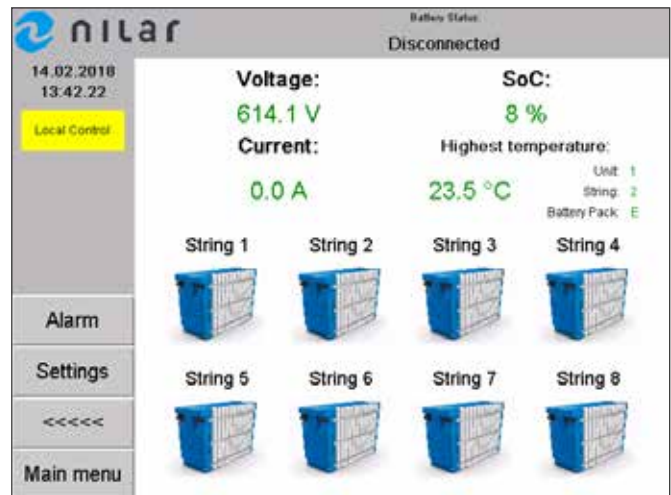 nilar
Battery Status:
Disconnected
14.02.2018
13.42.22
Local Control
Voltage:
SoC:
614.1 V
8 %
Current:
Highest temperature:
0.0 A
23.5 °C
Unit: 1
String: 2
Battery Pack: E
String 1
String 2
String 3
String 4
Alarm
Settings
String 5
String 6
String 7
String 8
<<<<<
Main menu